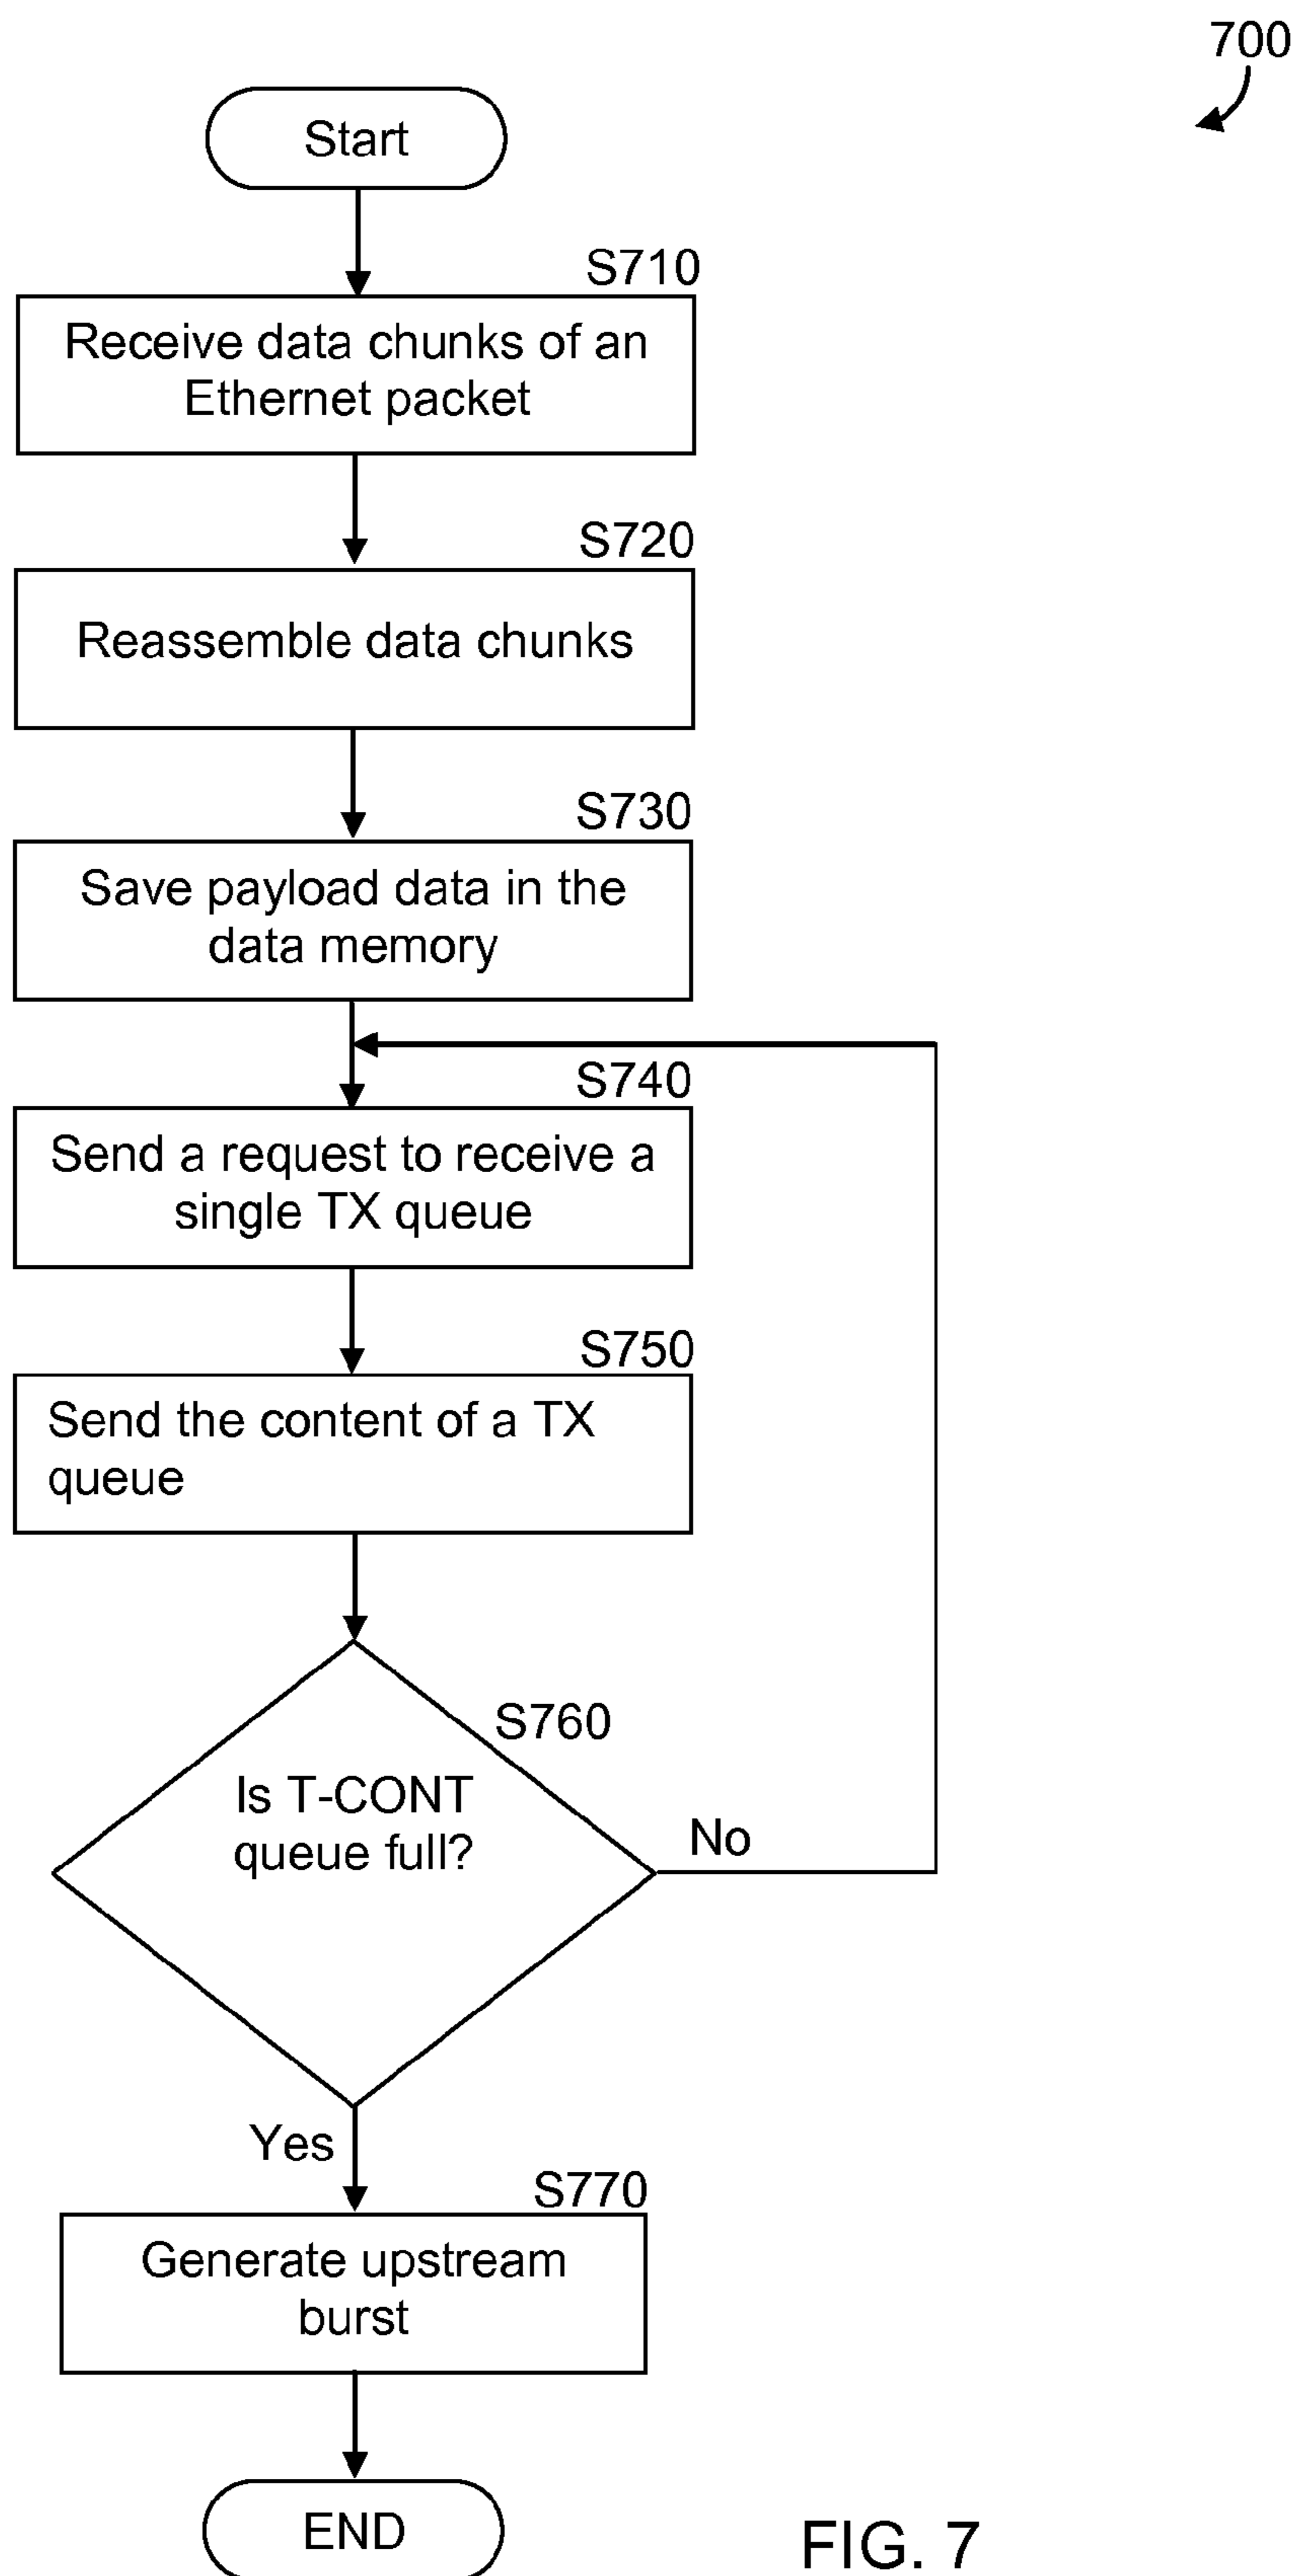 700
Start
S710
Receive data chunks of an
Ethernet packet
S720
Reassemble data chunks
S730
Save payload data in the
data memory
S740
Send a request to receive a
single TX queue
S750
Send the content of a TX
queue
S760
Is T-CONT
queue full?
No
Yes
S770
Generate upstream
burst
END
FIG. 7